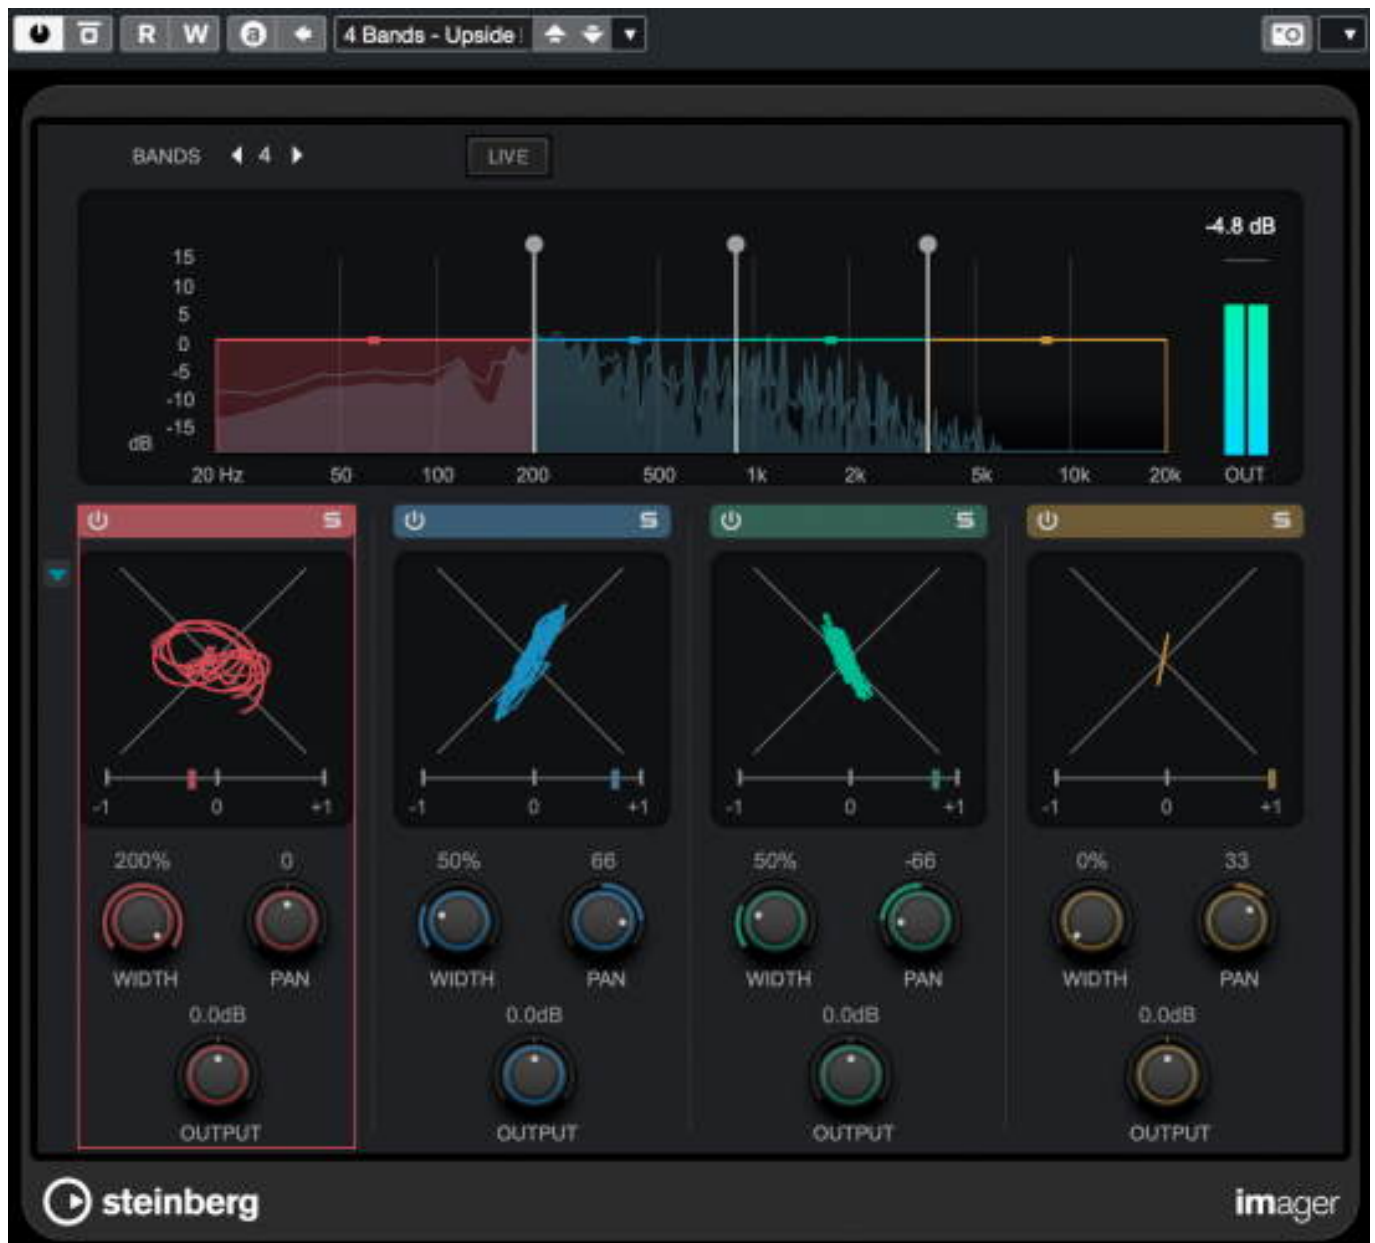 R W a 4 Bands - Upside
BANDS 4 LIVE
-4.8 dB
15
10
5
0
-5
-10
-15
dB
20 Hz 50 100 200 500 1k 2k 5k 10k 20k OUT
S S S S
-1 0 +1 -1 0 +1 -1 0 +1 -1 0 +1
200% 0 50% 66 50% -66 0% 33
WIDTH PAN WIDTH PAN WIDTH PAN WIDTH PAN
0.0dB 0.0dB 0.0dB 0.0dB
OUTPUT OUTPUT OUTPUT OUTPUT
steinberg imager